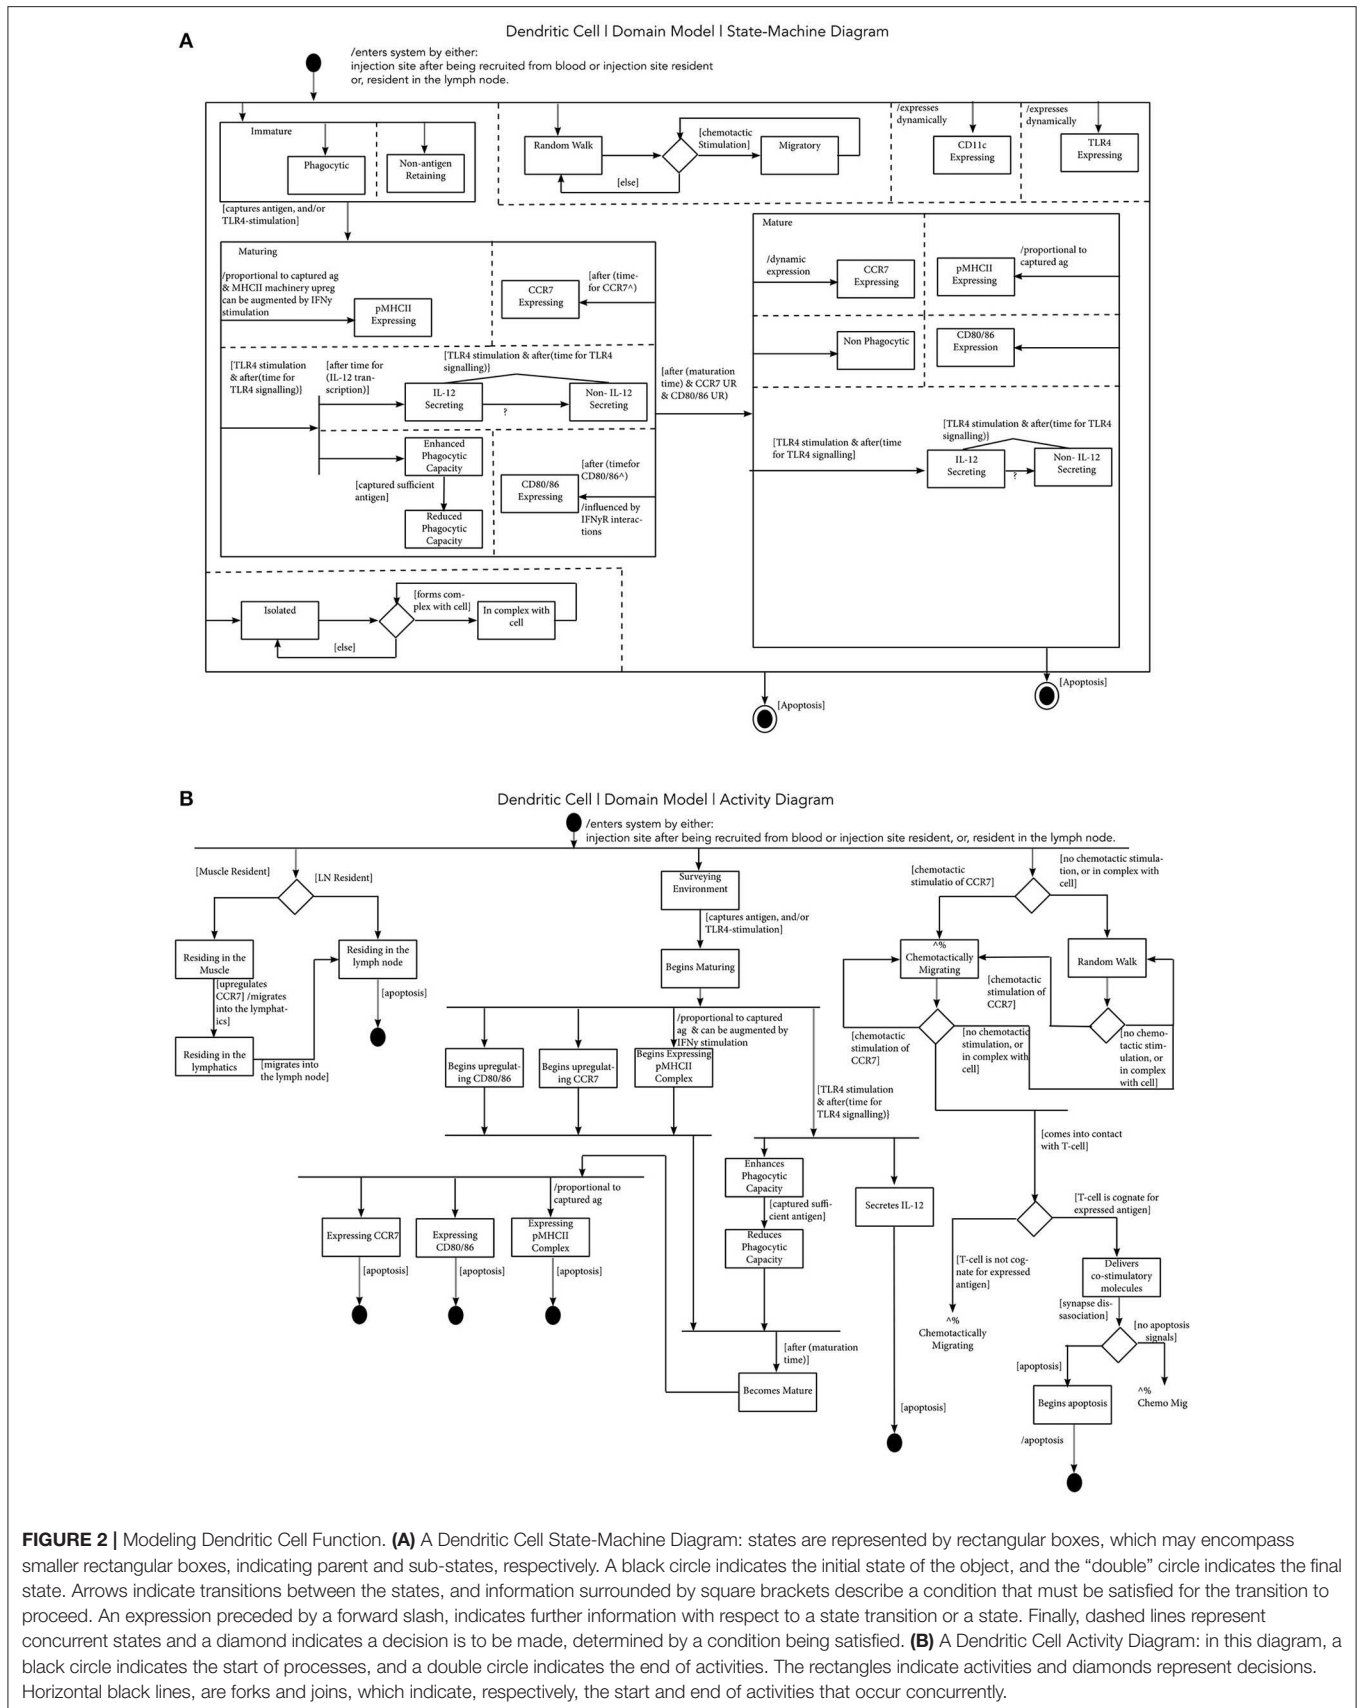 A
Dendritic Cell | Domain Model | State-Machine Diagram
/enters system by either:
injection site after being recruited from blood or injection site resident
or, resident in the lymph node.
Immature
Phagocytic
Non-antigen
Retaining
[captures antigen, and/or
TLR4-stimulation]
Random Walk
[chemotactic
Stimulation]
Migratory
[else]
/expresses
dynamically
CD11c
Expressing
/expresses
dynamically
TLR4
Expressing
Maturing
/proportional to captured ag
& MHCII machinery upreg
can be augmented by IFNy
stimulation
pMHCII
Expressing
CCR7
Expressing
[after (time-
for CCR7^)
[TLR4 stimulation
& after(time for
TLR4 signalling)}
[after time for
(IL-12 tran-
scription)]
[TLR4 stimulation & after(time for TLR4
signalling)}
IL-12
Secreting
?
Non- IL-12
Secreting
Enhanced
Phagocytic
Capacity
[captured sufficient
antigen]
Reduced
Phagocytic
Capacity
CD80/86
Expressing
[after (timefor
CD80/86^)
/influenced by
IFNyR interac-
tions
[after (maturation
time) & CCR7 UR
& CD80/86 UR)
Mature
/dynamic
expression
CCR7
Expressing
pMHCII
Expressing
/proportional to
captured ag
Non Phagocytic
CD80/86
Expression
[TLR4 stimulation & after(time
for TLR4 signalling]
[TLR4 stimulation & after(time for TLR4
signalling)}
IL-12
Secreting
?
Non- IL-12
Secreting
Isolated
[forms com-
plex with cell]
In complex with
cell
[else]
[Apoptosis]
[Apoptosis]
B
Dendritic Cell | Domain Model | Activity Diagram
/enters system by either:
injection site after being recruited from blood or injection site resident, or, resident in the lymph node.
[Muscle Resident]
[LN Resident]
Residing in the
Muscle
Residing in the
lymph node
[upregulates
CCR7] /migrates
into the lymphat-
ics]
[apoptosis]
Residing in the
lymphatics
[migrates into
the lymph node]
Surveying
Environment
[captures antigen, and/or
TLR4-stimulation]
Begins Maturing
/proportional to captured
ag & can be augmented by
IFNy stimulation
Begins upregulat-
ing CD80/86
Begins upregulat-
ing CCR7
Begins Expressing
pMHCII
Complex
[TLR4 stimulation
& after(time for
TLR4 signalling)}
Enhances
Phagocytic
Capacity
[captured suffi-
cient antigen]
Reduces
Phagocytic
Capacity
Secretes IL-12
/proportional to
captured ag
Expressing CCR7
Expressing
CD80/86
Expressing
pMHCII
Complex
[apoptosis]
[apoptosis]
[apoptosis]
[after (maturation
time)]
Becomes Mature
[apoptosis]
[chemotactic
stimulatio of CCR7]
[no chemotactic stimula-
tion, or in complex with
cell]
^%
Chemotactically
Migrating
Random Walk
[chemotactic
stimulation of
CCR7]
[chemotactic
stimulation of
CCR7]
[no chemotactic
stimulation, or
in complex with
cell]
[no chemo-
tactic stim-
ulation, or
in complex
with cell]
[comes into contact
with T-cell]
[T-cell is cognate for
expressed antigen]
[T-cell is not cog-
nate for expressed
antigen]
^%
Chemotactically
Migrating
Delivers
co-stimulatory
molecules
[synapse dis-
sasociation]
[no apoptosis
signals]
[apoptosis]
^%
Chemo Mig
Begins apoptosis
/apoptosis
FIGURE 2 | Modeling Dendritic Cell Function. (A) A Dendritic Cell State-Machine Diagram: states are represented by rectangular boxes, which may encompass
smaller rectangular boxes, indicating parent and sub-states, respectively. A black circle indicates the initial state of the object, and the “double” circle indicates the final
state. Arrows indicate transitions between the states, and information surrounded by square brackets describe a condition that must be satisfied for the transition to
proceed. An expression preceded by a forward slash, indicates further information with respect to a state transition or a state. Finally, dashed lines represent
concurrent states and a diamond indicates a decision is to be made, determined by a condition being satisfied. (B) A Dendritic Cell Activity Diagram: in this diagram, a
black circle indicates the start of processes, and a double circle indicates the end of activities. The rectangles indicate activities and diamonds represent decisions.
Horizontal black lines, are forks and joins, which indicate, respectively, the start and end of activities that occur concurrently.